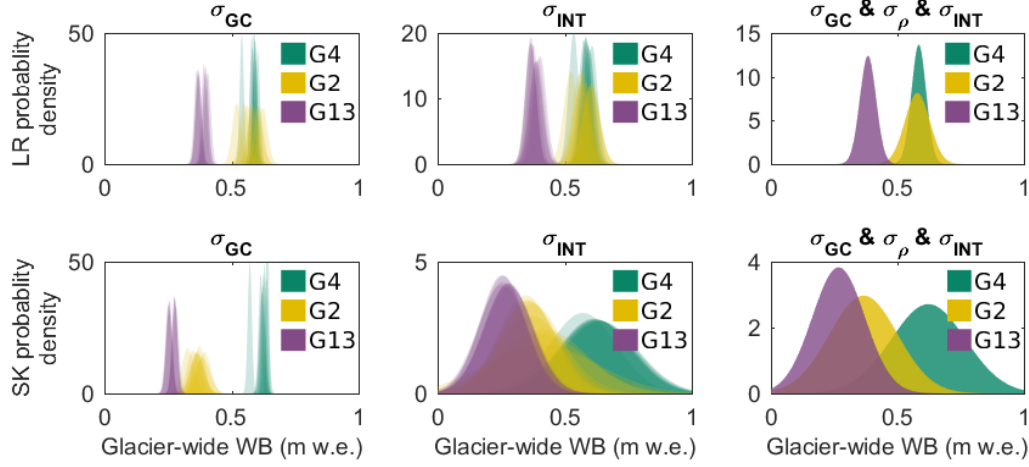 σGC
σINT
σGC & σρ & σINT
LR probablity
density
50
0
0
0.5
1
G4
G2
G13
20
10
0
0
0.5
1
G4
G2
G13
15
10
5
0
0
0.5
1
G4
G2
G13
σGC
σINT
σGC & σρ & σINT
SK probablity
density
50
0
0
0.5
1
G4
G2
G13
5
0
0
0.5
1
G4
G2
G13
4
2
0
0
0.5
1
G4
G2
G13
Glacier-wide WB (m w.e.)
Glacier-wide WB (m w.e.)
Glacier-wide WB (m w.e.)